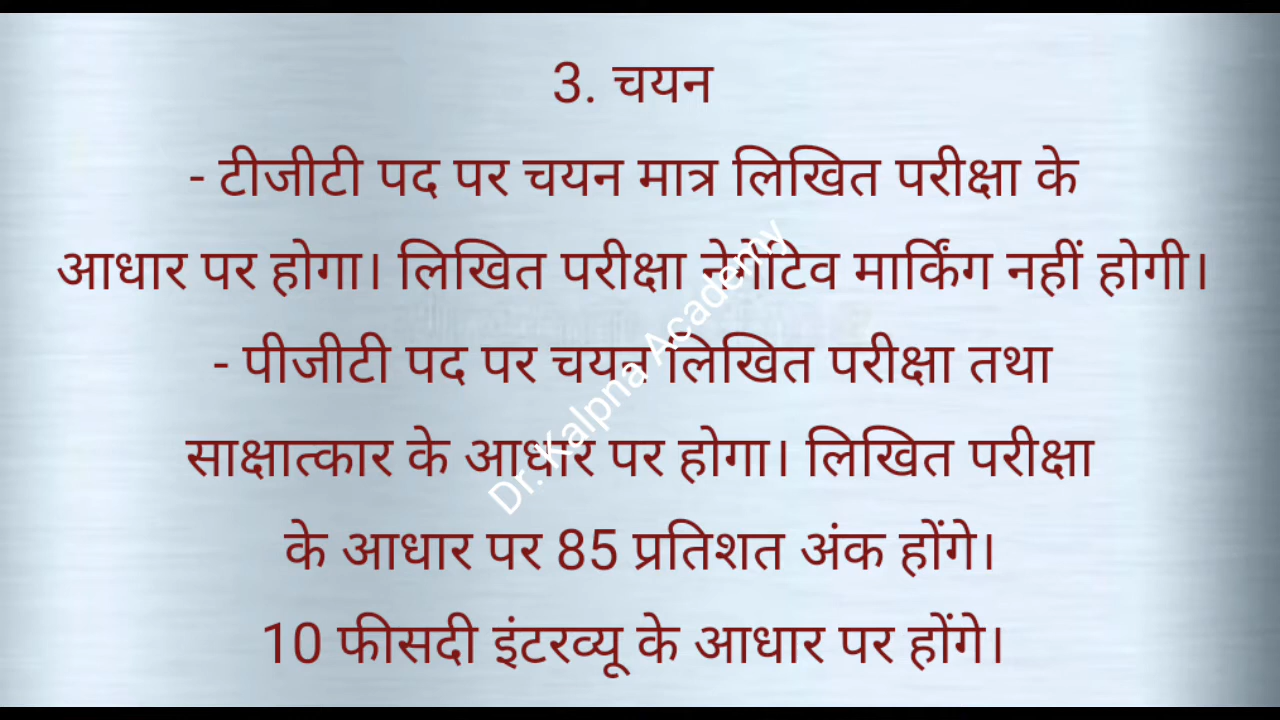 3. चयन
- टीजीटी पद पर चयन मात्र लिखित परीक्षा के
आधार पर होगा। लिखित परीक्षा नेगेटिव मार्किंग नहीं होगी।
- पीजीटी पद पर चयन लिखित परीक्षा तथा
साक्षात्कार के आधार पर होगा। लिखित परीक्षा
के आधार पर 85 प्रतिशत अंक होंगे।
10 फीसदी इंटरव्यू के आधार पर होंगे।
Dr. Kalpna Academy